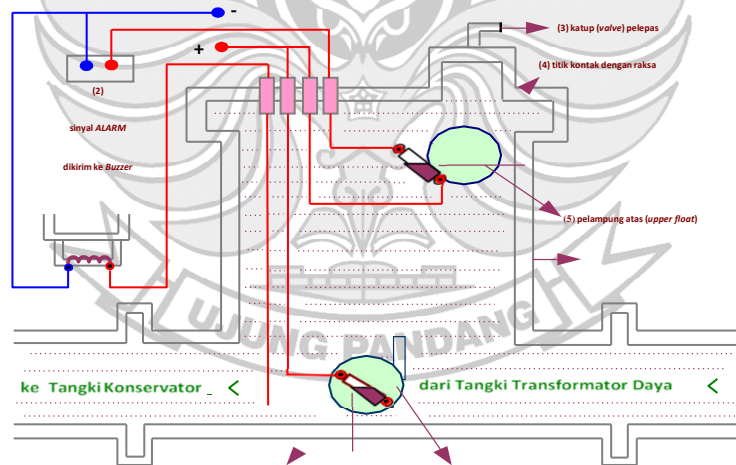 -
+
(3) katup (valve) pelepas
(4) titik kontak dengan raksa
(2)
sinyal ALARM
dikirim ke Buzzer
(5) pelampung atas (upper float)
UJUNG PANDANG
ke Tangki Konservator _ <
dari Tangki Transformator Daya <